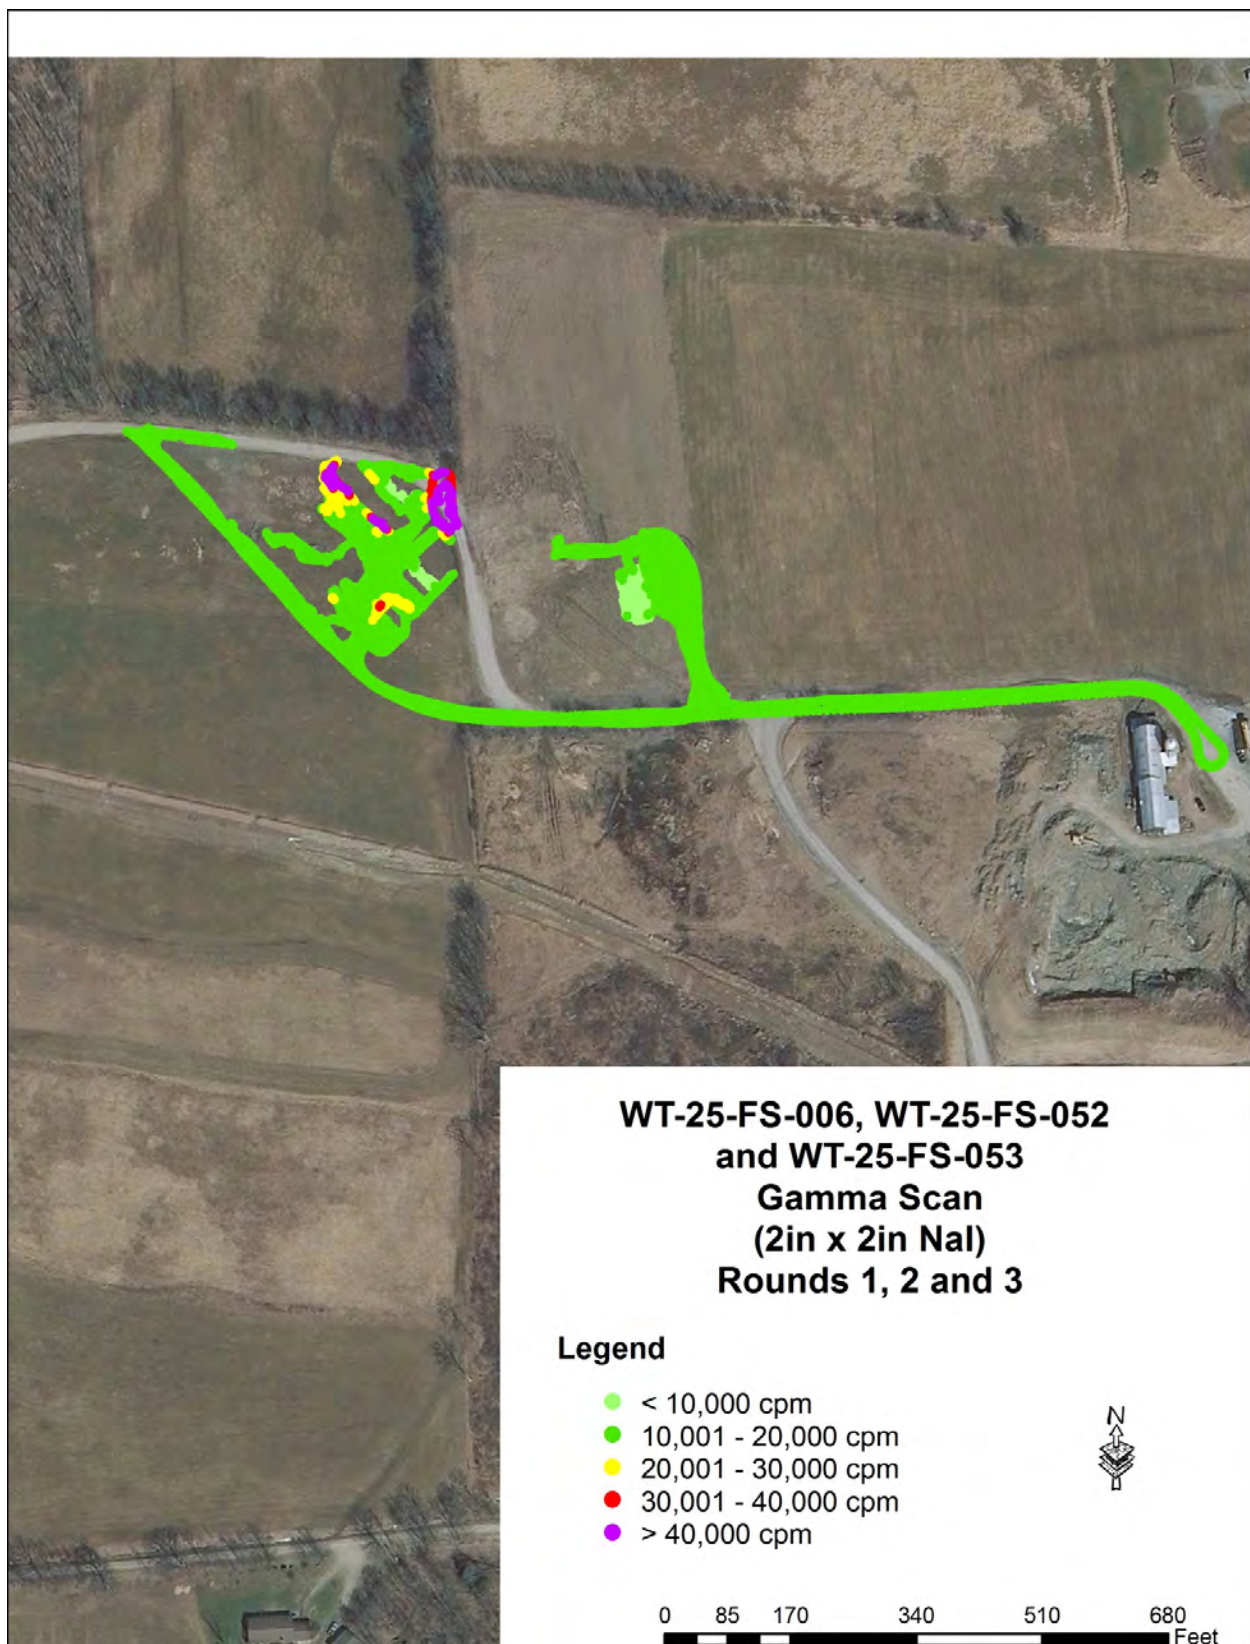 WT-25-FS-006, WT-25-FS-052
and WT-25-FS-053
Gamma Scan
(2in x 2in NaI)
Rounds 1, 2 and 3
Legend
< 10,000 cpm
10,001 - 20,000 cpm
20,001 - 30,000 cpm
30,001 - 40,000 cpm
> 40,000 cpm
N
0 85 170 340 510 680
Feet